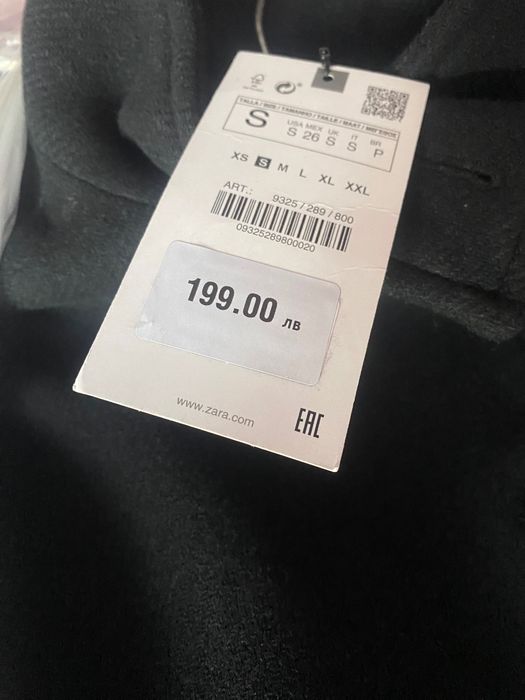 TALLA / SIZE / TAMANHO / TAILLE / MAAT /
S
USA MEX UK IT BR
S 26 S S P
XS S M L XL XXL
ART.: 9325 / 289 / 800
09325289800020
199.00 лв
www.zara.com
EAC